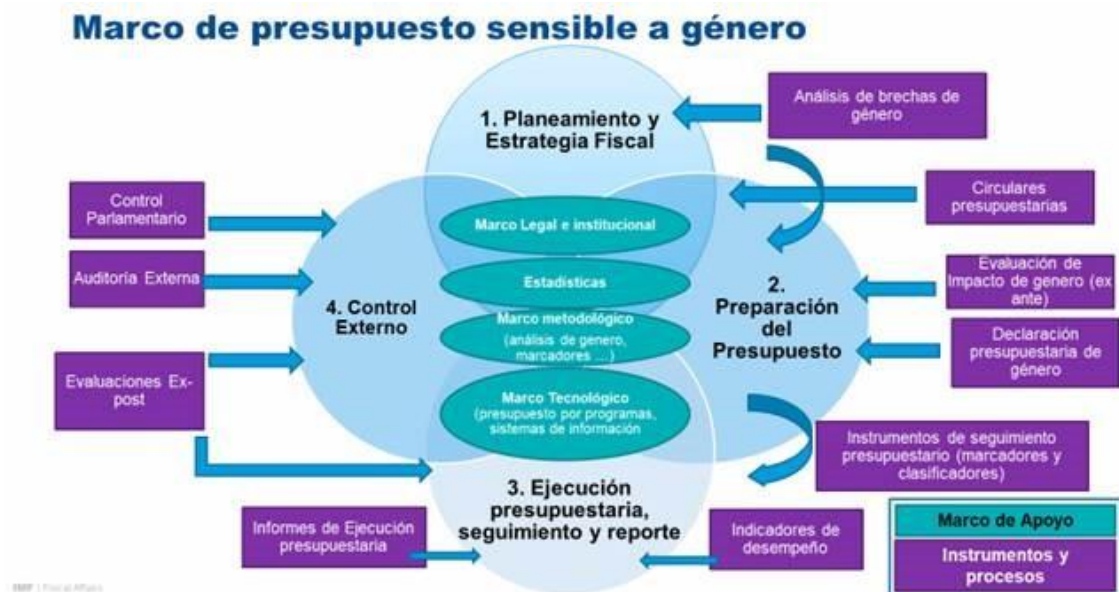 Marco de presupuesto sensible a género
1. Planeamiento y
Estrategia Fiscal
Análisis de brechas de
género
Control
Parlamentario
Circulares
presupuestarias
Marco Legal e institucional
Auditoría Externa
Estadísticas
4. Control
Externo
2.
Preparación
del
Presupuesto
Evaluación de
Impacto de genero (ex
ante)
Marco metodológico
(análisis de genero,
marcadores ...)
Declaración
presupuestaria de
género
Evaluaciones Ex-
post
Marco Tecnológico
(presupuesto por programas,
sistemas de información
Instrumentos de seguimiento
presupuestario (marcadores y
clasificadores)
3. Ejecución
presupuestaria,
seguimiento y reporte
Informes de Ejecución
presupuestaria
Indicadores de
desempeño
Marco de Apoyo
Instrumentos y
procesos
IMF | Fiscal Affairs